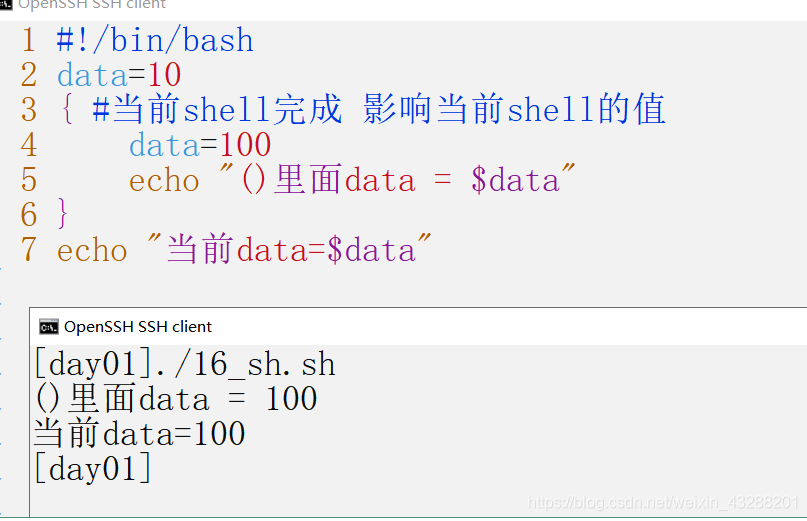 OpenSSH SSH client
1 #!/bin/bash
2 data=10
3 { #当前shell完成 影响当前shell的值
4     data=100
5     echo "()里面data = $data"
6 }
7 echo "当前data=$data"
OpenSSH SSH client
[day01]./16_sh.sh
()里面data = 100
当前data=100
[day01]
https://blog.csdn.net/weixin_43288201